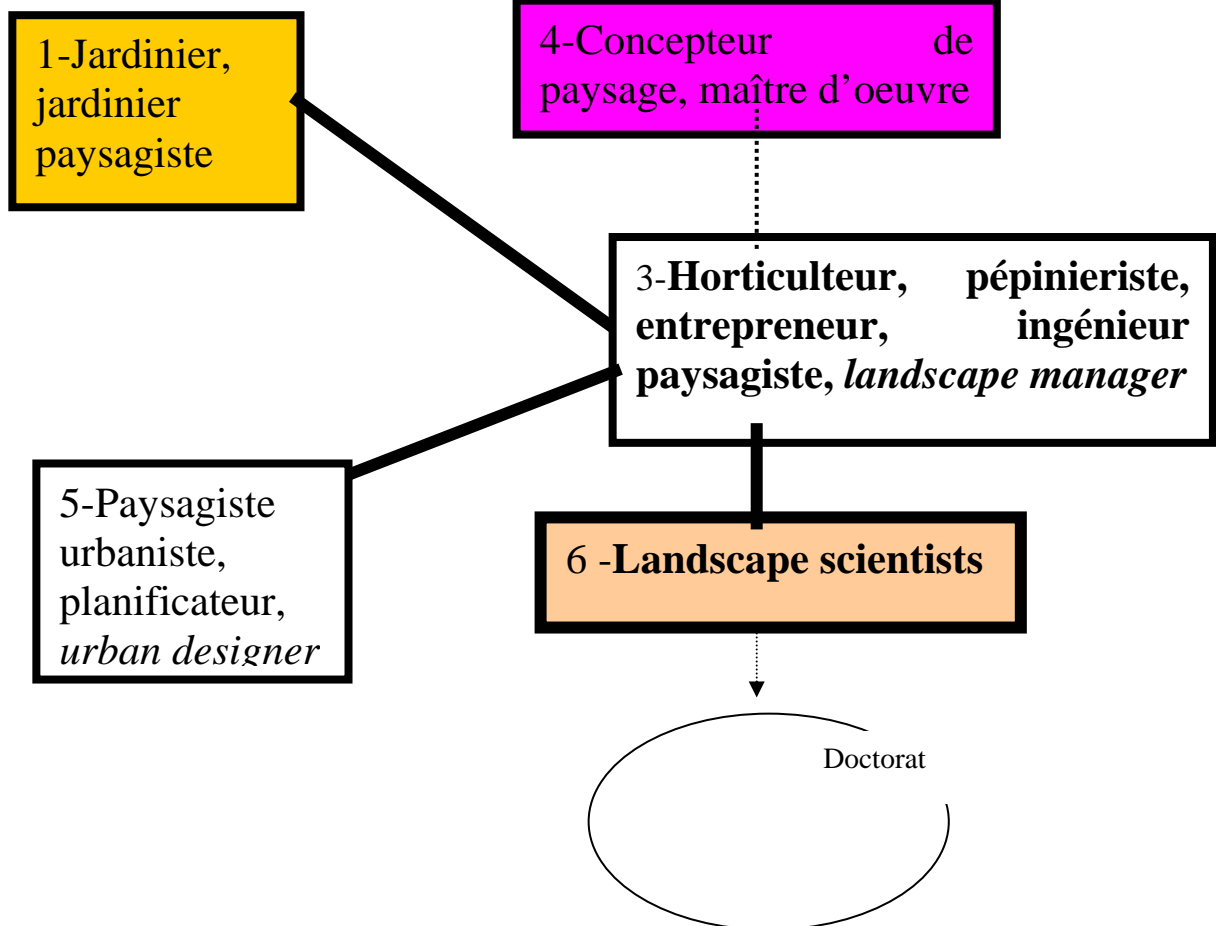 1-Jardinier,
jardinier
paysagiste
4-Concepteur de
paysage, maître d'oeuvre
3-Horticulteur, pépinieriste,
entrepreneur, ingénieur
paysagiste, landscape manager
5-Paysagiste
urbaniste,
planificateur,
urban designer
6 -Landscape scientists
Doctorat